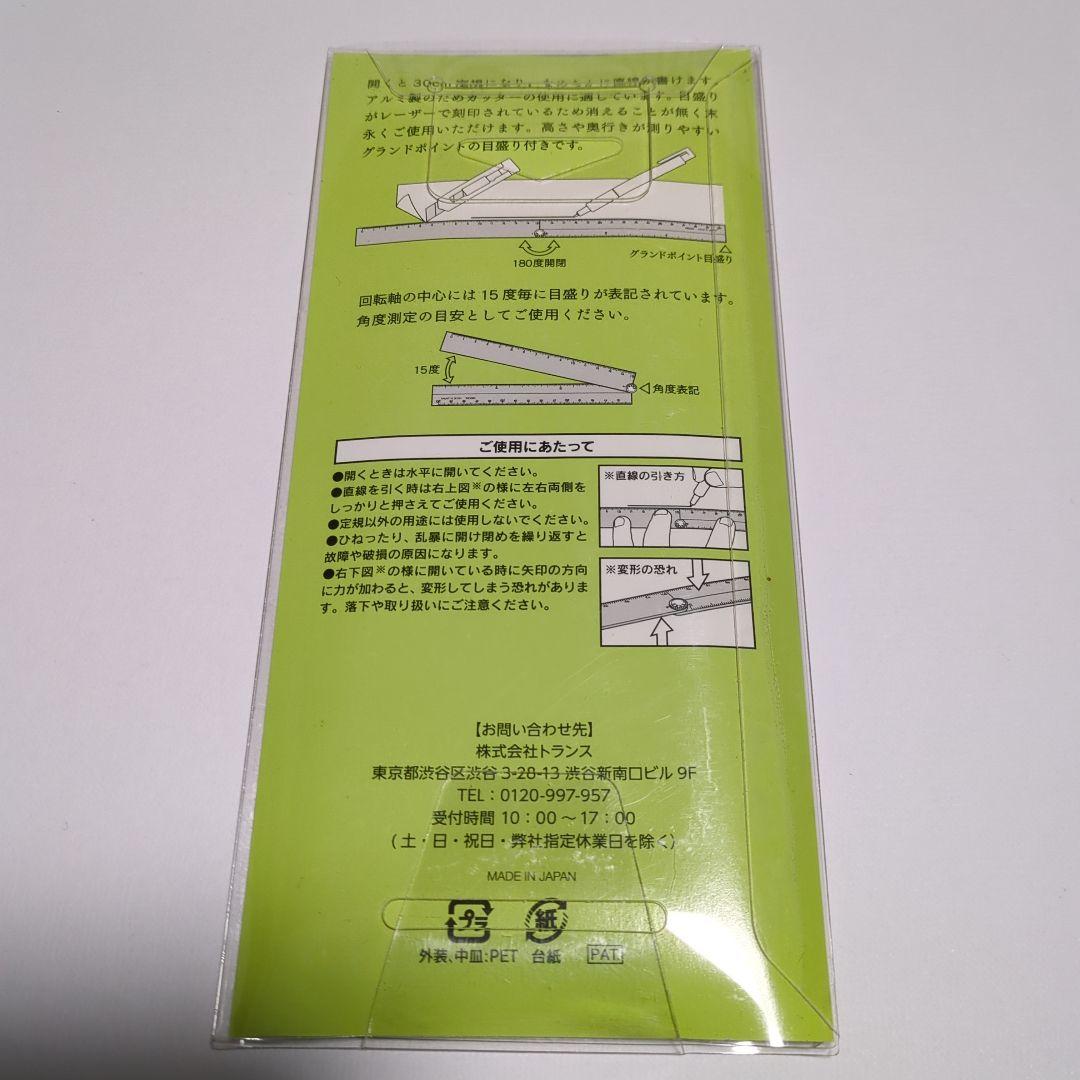 開くと30cm定規になり、 直線が書けます。
アルミ製のためカッターの使用に適しています。目盛り
がレーザーで刻印されているため消えることが無く末
永くご使用いただけます。高さや奥行きが測りやすい
グランドポイントの目盛り付きです。
180度開閉
グランドポイント目盛り
回転軸の中心には15度毎に目盛りが表記されています。
角度測定の目安としてご使用ください。
15度
角度表記
ご使用にあたって
●開くときは水平に開いてください。
●直線を引く時は右上図※の様に左右両側を
しっかりと押さえてご使用ください。
●定規以外の用途には使用しないでください。
●ひねったり、乱暴に開け閉めを繰り返すと
故障や破損の原因になります。
●右下図※の様に開いている時に矢印の方向
に力が加わると、変形してしまう恐れがありま
す。落下や取り扱いにご注意ください。
※直線の引き方
※変形の恐れ
【お問い合わせ先】
株式会社トランス
東京都渋谷区渋谷 3-28-13 渋谷新南口ビル 9F
TEL：0120-997-957
受付時間 10：00～17：00
(土・日・祝日・弊社指定休業日を除く)
MADE IN JAPAN
プラ 紙
外装、中皿:PET 台紙 PAT.